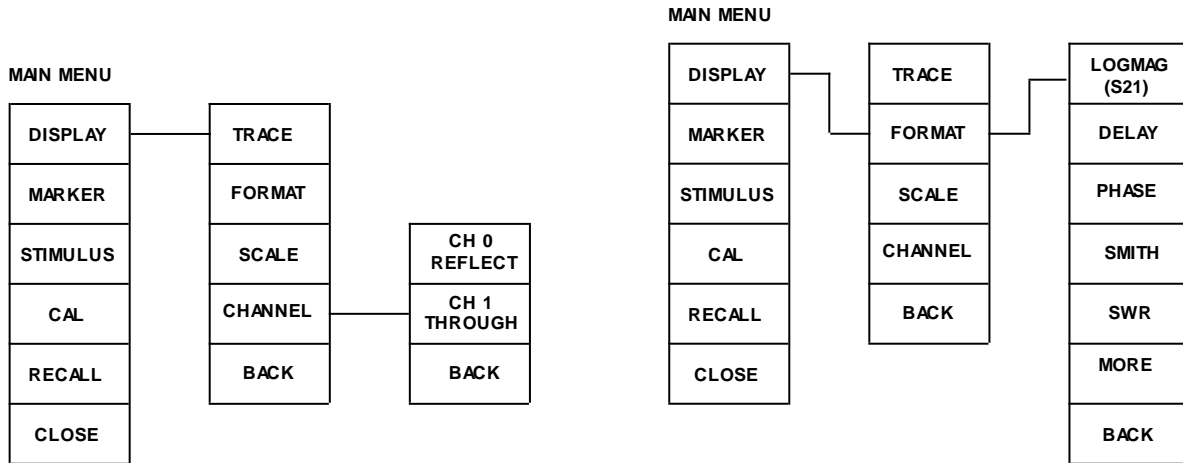 MAIN MENU
DISPLAY
MARKER
STIMULUS
CAL
RECALL
CLOSE
TRACE
FORMAT
SCALE
CHANNEL
BACK
CH 0
REFLECT
CH 1
THROUGH
BACK
MAIN MENU
DISPLAY
MARKER
STIMULUS
CAL
RECALL
CLOSE
TRACE
FORMAT
SCALE
CHANNEL
BACK
LOGMAG
(S21)
DELAY
PHASE
SMITH
SWR
MORE
BACK